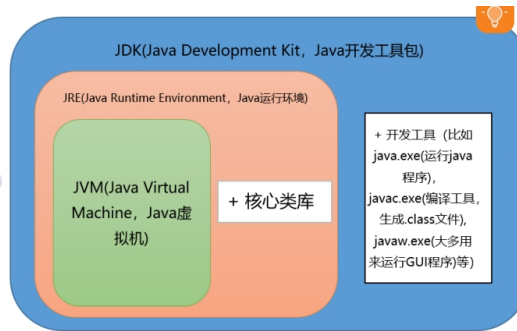 JDK(Java Development Kit，Java开发工具包)
JRE(Java Runtime Environment，Java运行环境)
JVM(Java Virtual
Machine，Java虚
拟机)
+ 核心类库
+ 开发工具（比如
java.exe(运行java
程序)，
javac.exe(编译工具，
生成.class文件),
javaw.exe(大多用
来运行GUI程序)等）